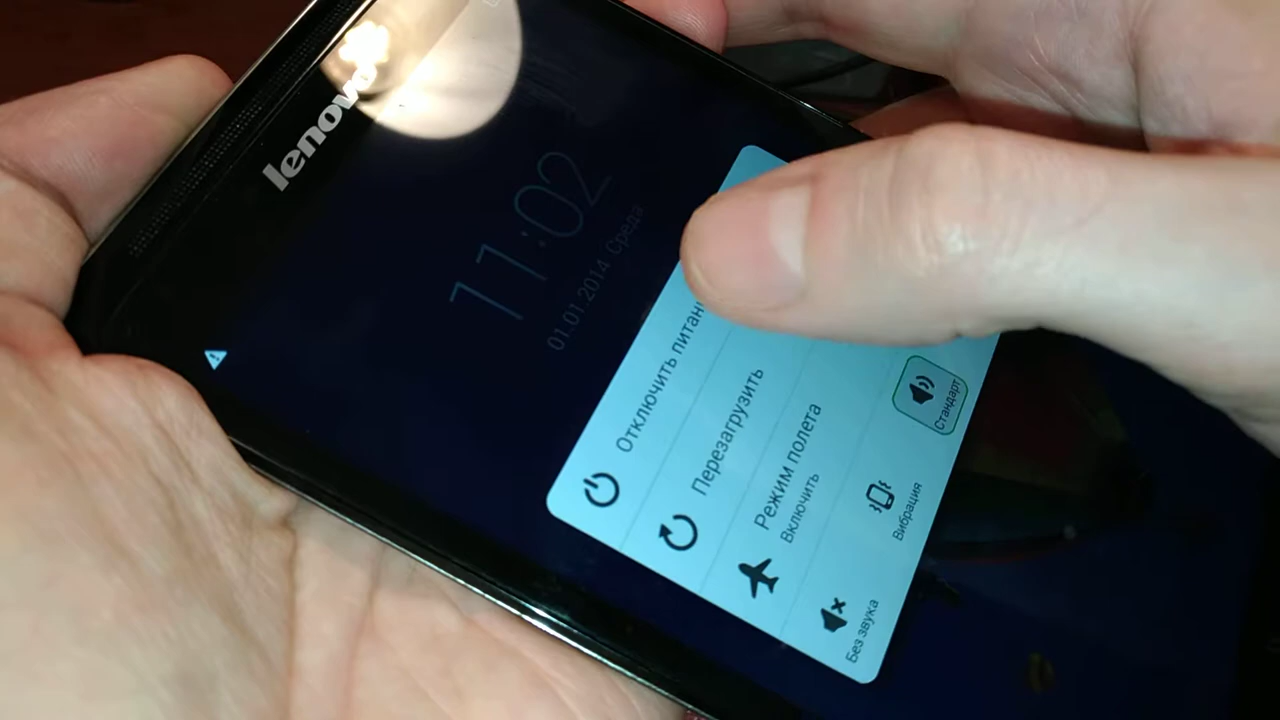 lenovo
11:02
01.01.2014 Среда
Отключить питан
Перезагрузить
Режим полета
Включить
Без звука
Вибрация
Стандарт